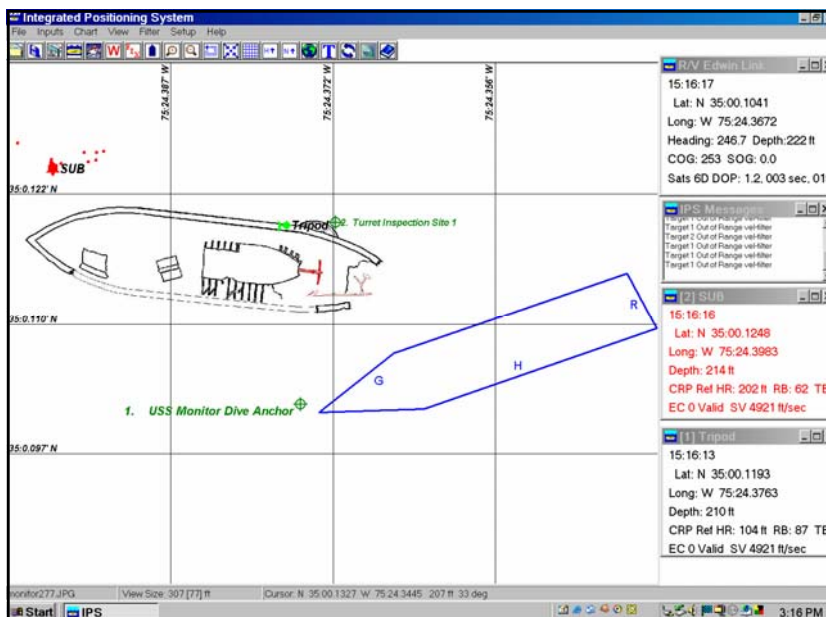 Integrated Positioning System
File Inputs Chart View Filter Setup Help
75:24.387' W
75:24.372' W
75:24.356' W
SUB
35:0.122' N
Tripod
2. Turret Inspection Site 1
35:0.110' N
R
H
G
1. USS Monitor Dive Anchor
35:0.097' N
R/V Edwin Link
15:16:17
Lat: N 35:00.1041
Long: W 75:24.3672
Heading: 246.7 Depth:222 ft
COG: 253 SOG: 0.0
Sats 6D DOP: 1.2, 003 sec, 01
IPS Messages
Target 1 Out of Range vel-filter
Target 1 Out of Range vel-filter
Target 2 Out of Range vel-filter
Target 1 Out of Range vel-filter
Target 1 Out of Range vel-filter
Target 1 Out of Range vel-filter
[2] SUB
15:16:16
Lat: N 35:00.1248
Long: W 75:24.3983
Depth: 214 ft
CRP Ref HR: 202 ft RB: 62 TE
EC 0 Valid SV 4921 ft/sec
[1] Tripod
15:16:13
Lat: N 35:00.1193
Long: W 75:24.3763
Depth: 210 ft
CRP Ref HR: 104 ft RB: 87 TE
EC 0 Valid SV 4921 ft/sec
monitor277.JPG View Size: 307 [77] ft Cursor: N 35:00.1327 W 75:24.3445 207 ft 33 deg
Start IPS 3:16 PM